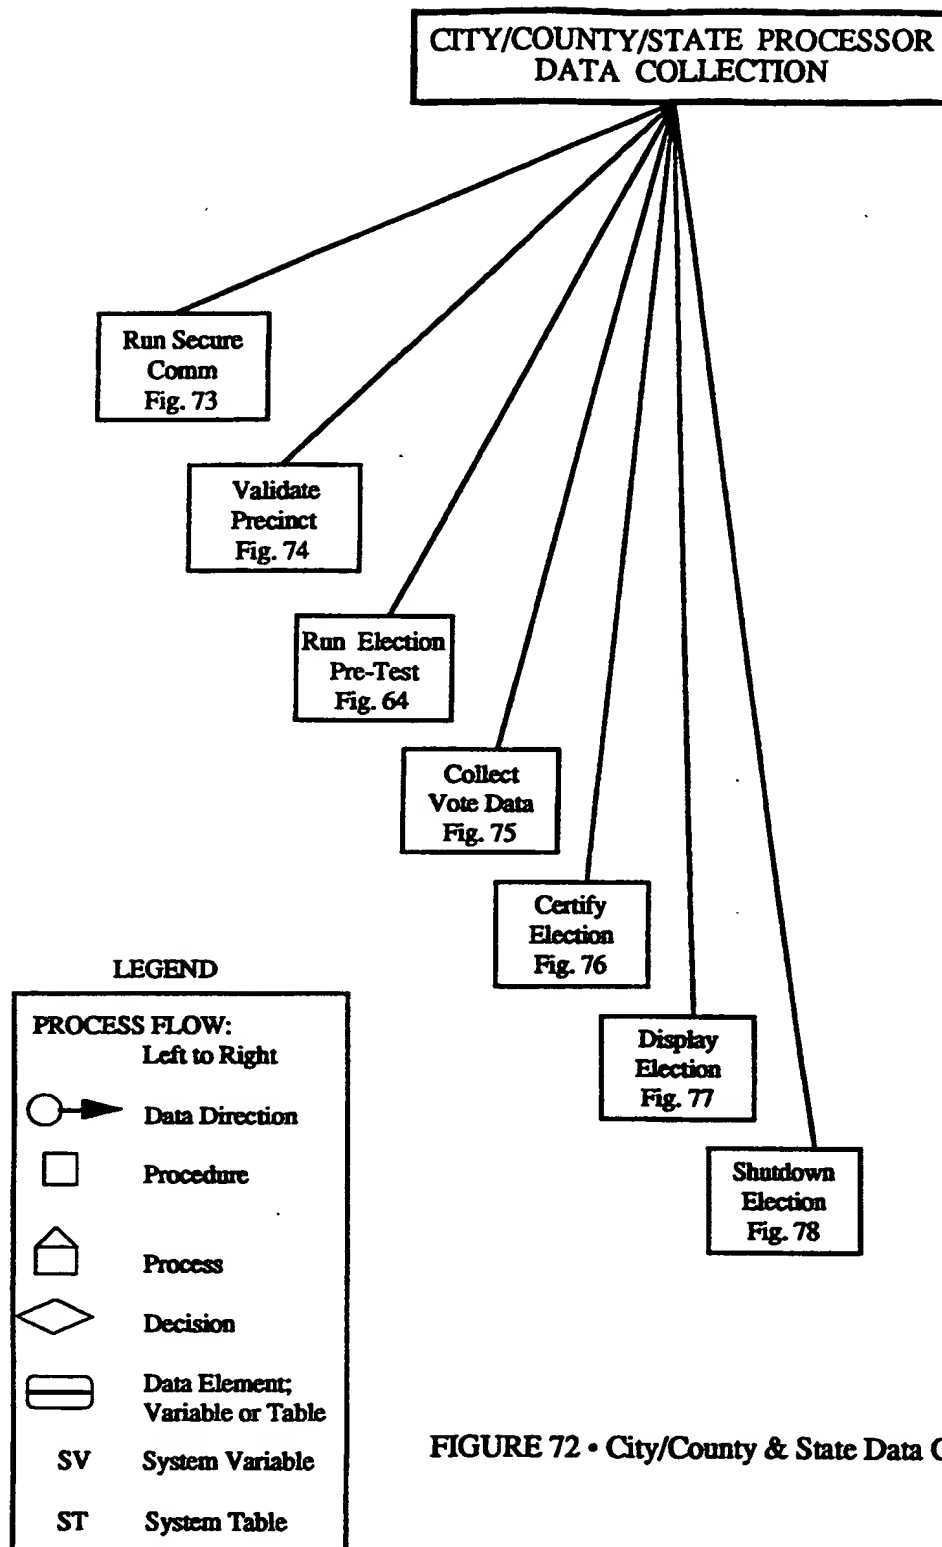 CITY/COUNTY/STATE PROCESSOR
DATA COLLECTION
Run Secure
Comm
Fig. 73
Validate
Precinct
Fig. 74
Run Election
Pre-Test
Fig. 64
Collect
Vote Data
Fig. 75
Certify
Election
Fig. 76
Display
Election
Fig. 77
Shutdown
Election
Fig. 78
LEGEND
PROCESS FLOW:
Left to Right
Data Direction
Procedure
Process
Decision
Data Element;
Variable or Table
SV System Variable
ST System Table
FIGURE 72 • City/County & State Data